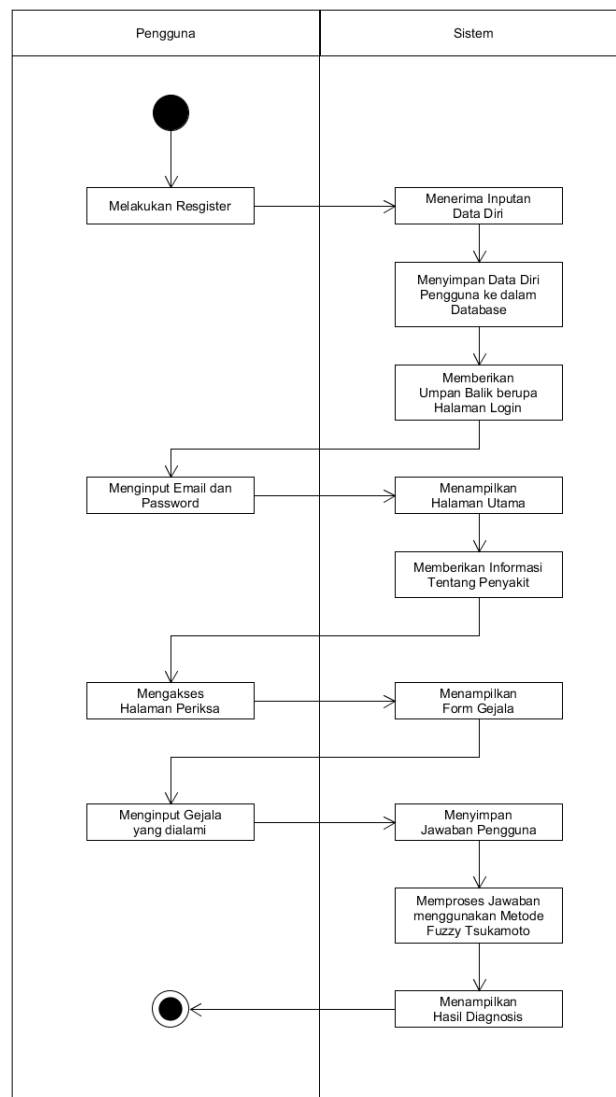 Pengguna
Sistem
Melakukan Resgister
Menerima Inputan
Data Diri
Menyimpan Data Diri
Pengguna ke dalam
Database
Memberikan
Umpan Balik berupa
Halaman Login
Menginput Email dan
Password
Menampilkan
Halaman Utama
Memberikan Informasi
Tentang Penyakit
Mengakses
Halaman Periksa
Menampilkan
Form Gejala
Menginput Gejala
yang dialami
Menyimpan
Jawaban Pengguna
Memproses Jawaban
menggunakan Metode
Fuzzy Tsukamoto
Menampilkan
Hasil Diagnosis